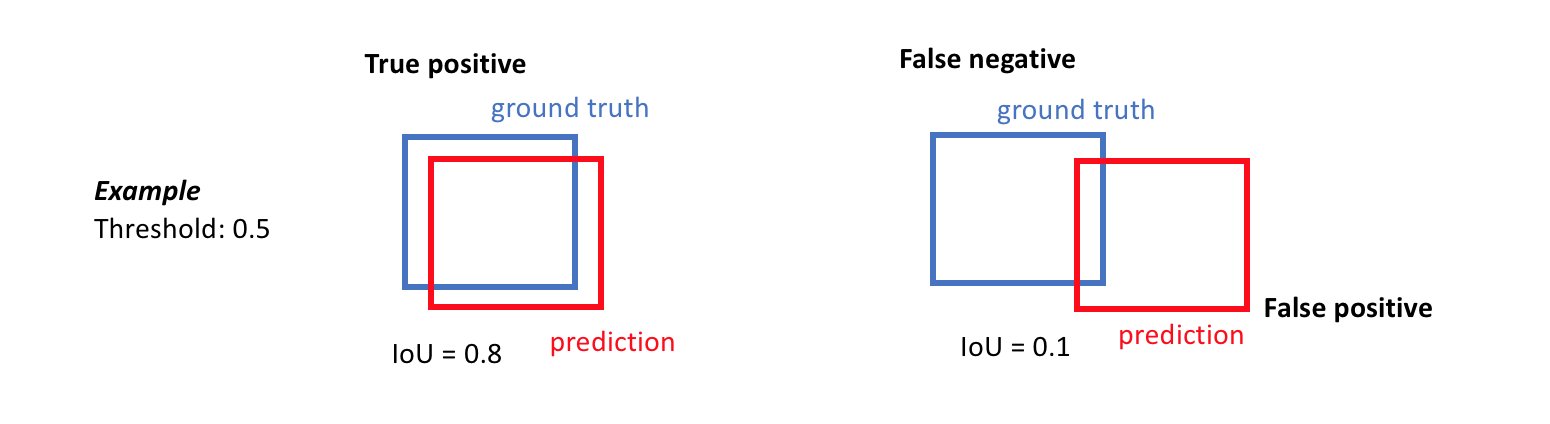 True positive
False negative
ground truth
ground truth
Example
Threshold: 0.5
False positive
prediction
prediction
IoU = 0.8
IoU = 0.1